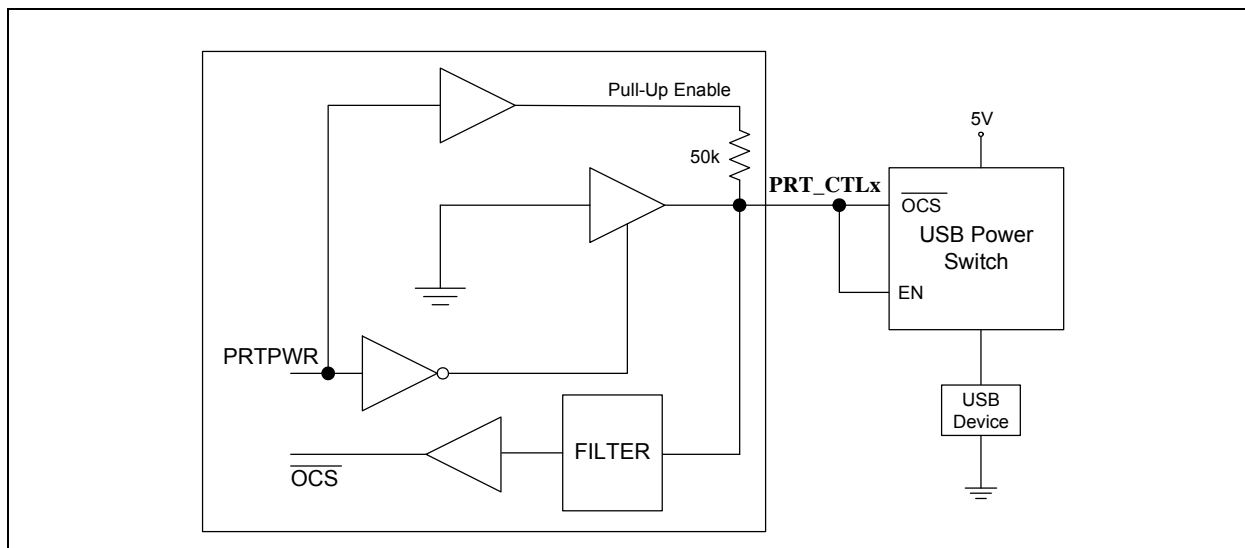 Pull-Up Enable
5V
50k
PRT_CTLx
OCS
USB Power
Switch
EN
PRTPWR
USB
Device
FILTER
OCS